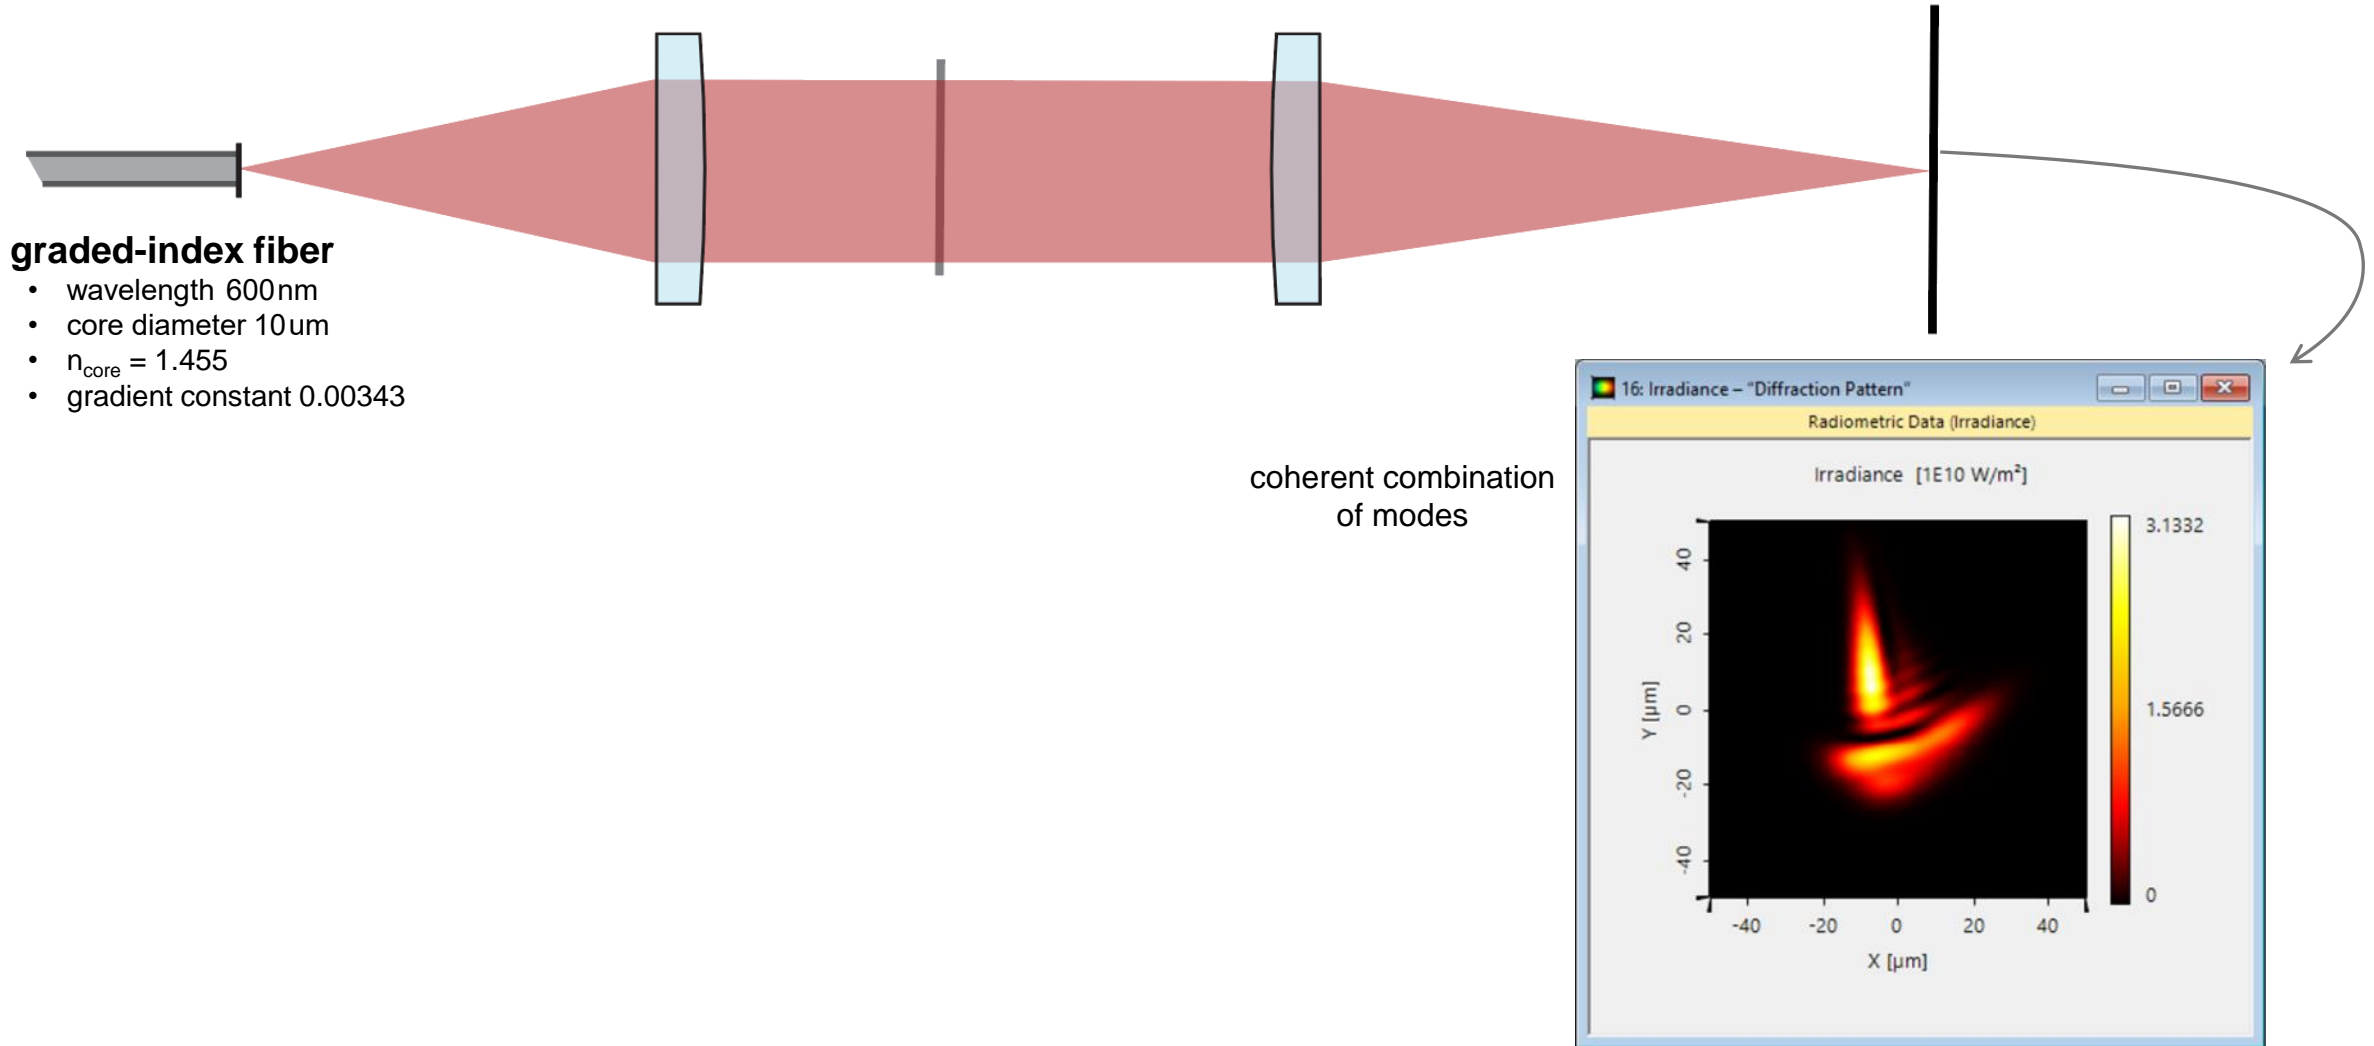 graded-index fiber
• wavelength 600nm
• core diameter 10um
• ncore = 1.455
• gradient constant 0.00343
coherent combination
of modes
16: Irradiance – "Diffraction Pattern"
Radiometric Data (Irradiance)
Irradiance [1E10 W/m²]
3.1332
1.5666
0
Y [µm]
40
20
0
-20
-40
-40 -20 0 20 40
X [µm]